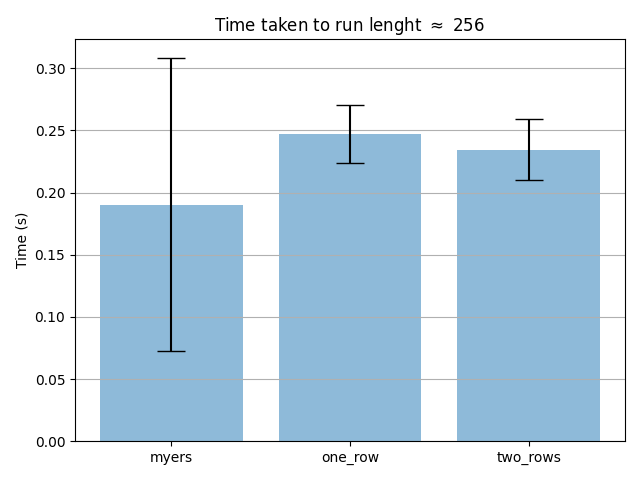 Time taken to run lenght ≈ 256
Time (s)
0.30
0.25
0.20
0.15
0.10
0.05
0.00
myers
one_row
two_rows